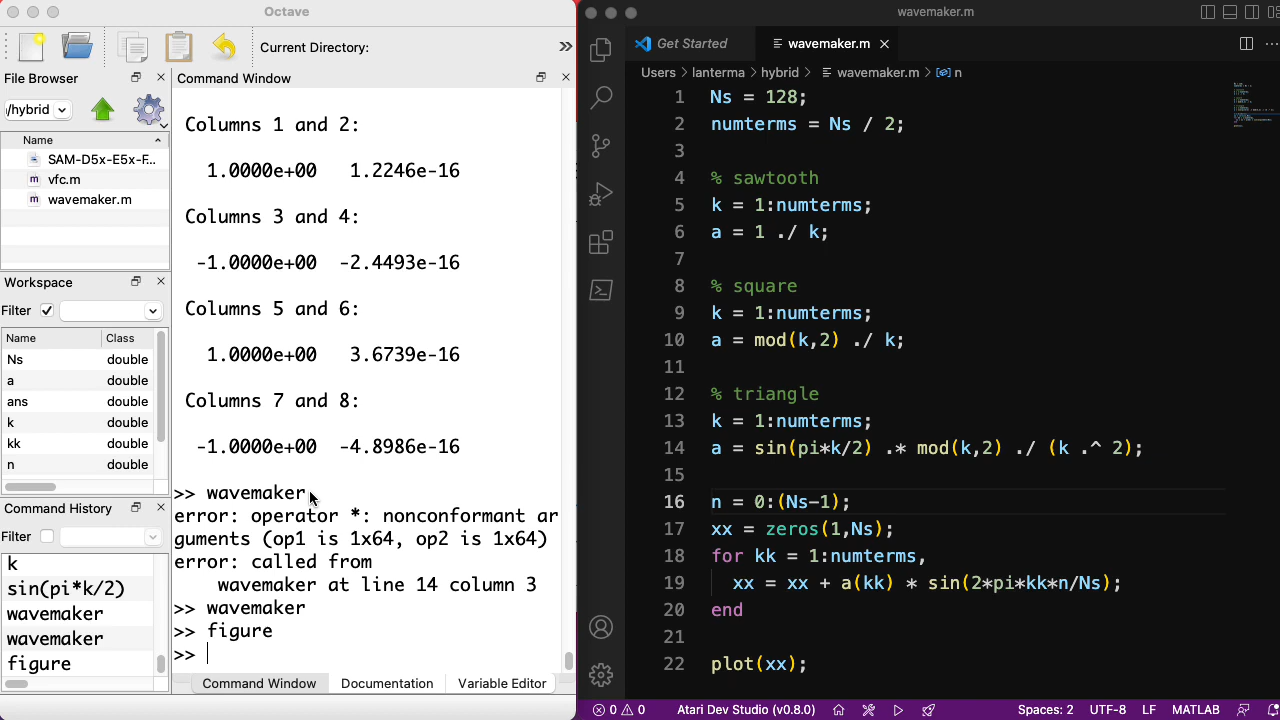 Octave
Current Directory:
»
File Browser
/hybrid
Name
SAM-D5x-E5x-F...
vfc.m
wavemaker.m
Workspace
Filter
Name Class
Ns double
a double
ans double
k double
kk double
n double
Command History
Filter
k
sin(pi*k/2)
wavemaker
wavemaker
figure
Command Window
Columns 1 and 2:
1.0000e+00 1.2246e-16
Columns 3 and 4:
-1.0000e+00 -2.4493e-16
Columns 5 and 6:
1.0000e+00 3.6739e-16
Columns 7 and 8:
-1.0000e+00 -4.8986e-16
>> wavemaker
error: operator *: nonconformant ar
guments (op1 is 1x64, op2 is 1x64)
error: called from
wavemaker at line 14 column 3
>> wavemaker
>> figure
>>
Command Window Documentation Variable Editor
wavemaker.m
Get Started wavemaker.m
Users > lanterma > hybrid > wavemaker.m > n
1 Ns = 128;
2 numterms = Ns / 2;
3
4 % sawtooth
5 k = 1:numterms;
6 a = 1 ./ k;
7
8 % square
9 k = 1:numterms;
10 a = mod(k,2) ./ k;
11
12 % triangle
13 k = 1:numterms;
14 a = sin(pi*k/2) .* mod(k,2) ./ (k .^ 2);
15
16 n = 0:(Ns-1);
17 xx = zeros(1,Ns);
18 for kk = 1:numterms,
19 xx = xx + a(kk) * sin(2*pi*kk*n/Ns);
20 end
21
22 plot(xx);
0 0 Atari Dev Studio (v0.8.0) Spaces: 2 UTF-8 LF MATLAB